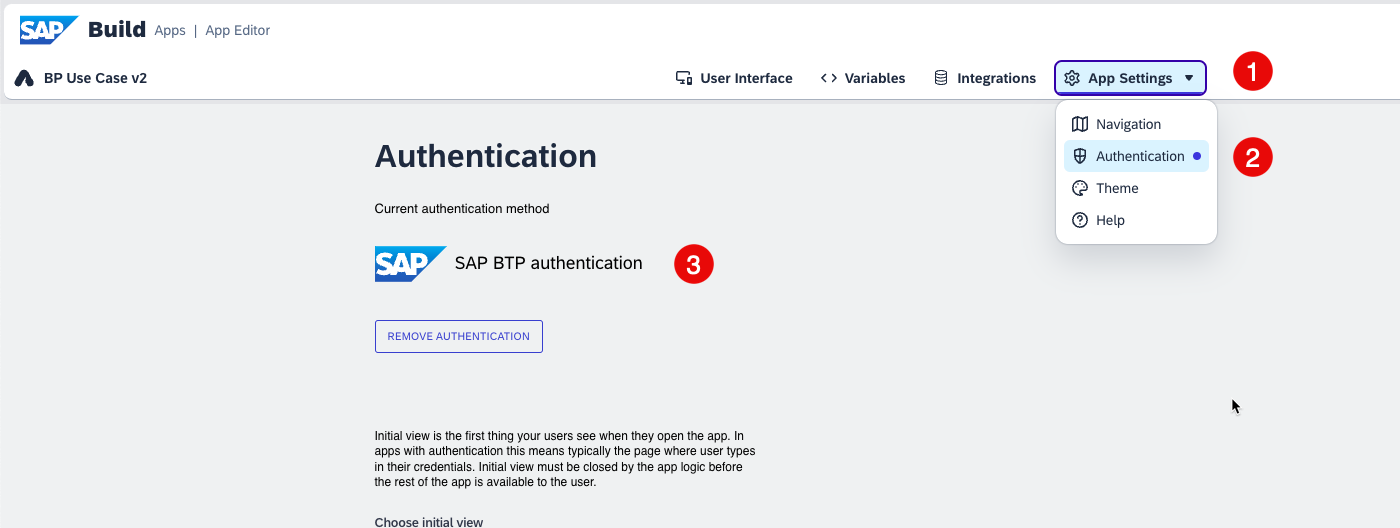 SAP Build Apps | App Editor
BP Use Case v2 User Interface Variables Integrations App Settings 1
Navigation
Authentication 2
Theme
Help
Authentication
Current authentication method
SAP SAP BTP authentication 3
REMOVE AUTHENTICATION
Initial view is the first thing your users see when they open the app. In
apps with authentication this means typically the page where user types
in their credentials. Initial view must be closed by the app logic before
the rest of the app is available to the user.
Choose initial view